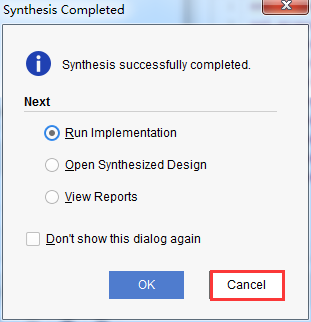 Synthesis Completed
Synthesis successfully completed.
Next
Run Implementation
Open Synthesized Design
View Reports
Don't show this dialog again
OK
Cancel